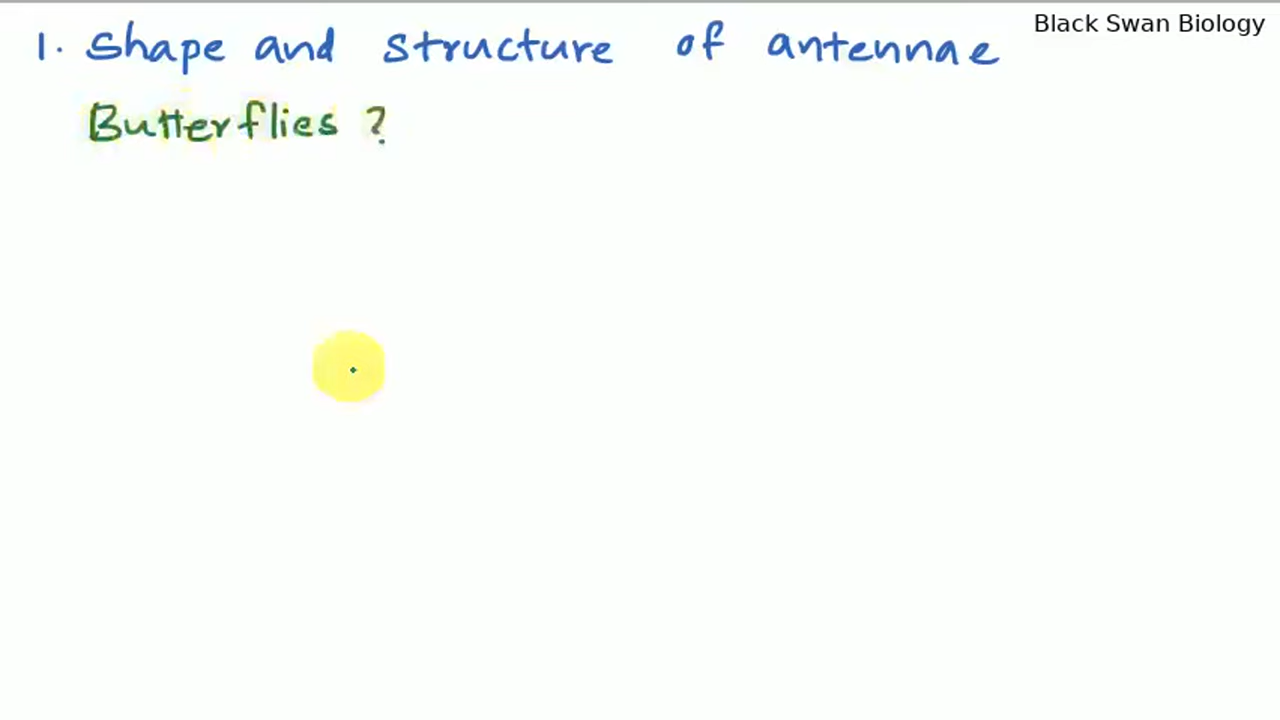 Black Swan Biology
1. Shape and structure of antennae
Butterflies ?